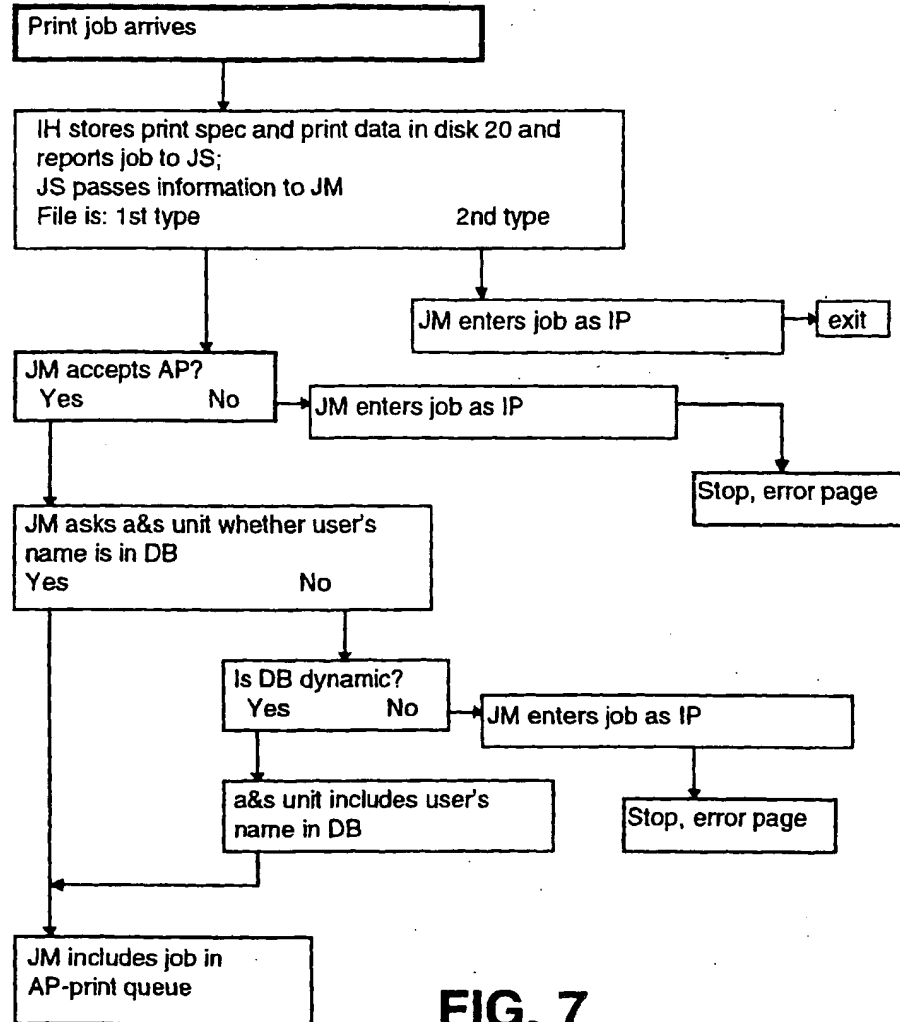 Print job arrives
IH stores print spec and print data in disk 20 and
reports job to JS;
JS passes information to JM
File is: 1st type 2nd type
JM enters job as IP
exit
JM accepts AP?
Yes No
JM enters job as IP
Stop, error page
JM asks a&s unit whether user's
name is in DB
Yes No
Is DB dynamic?
Yes No
JM enters job as IP
a&s unit includes user's
name in DB
Stop, error page
JM includes job in
AP-print queue
FIG. 7